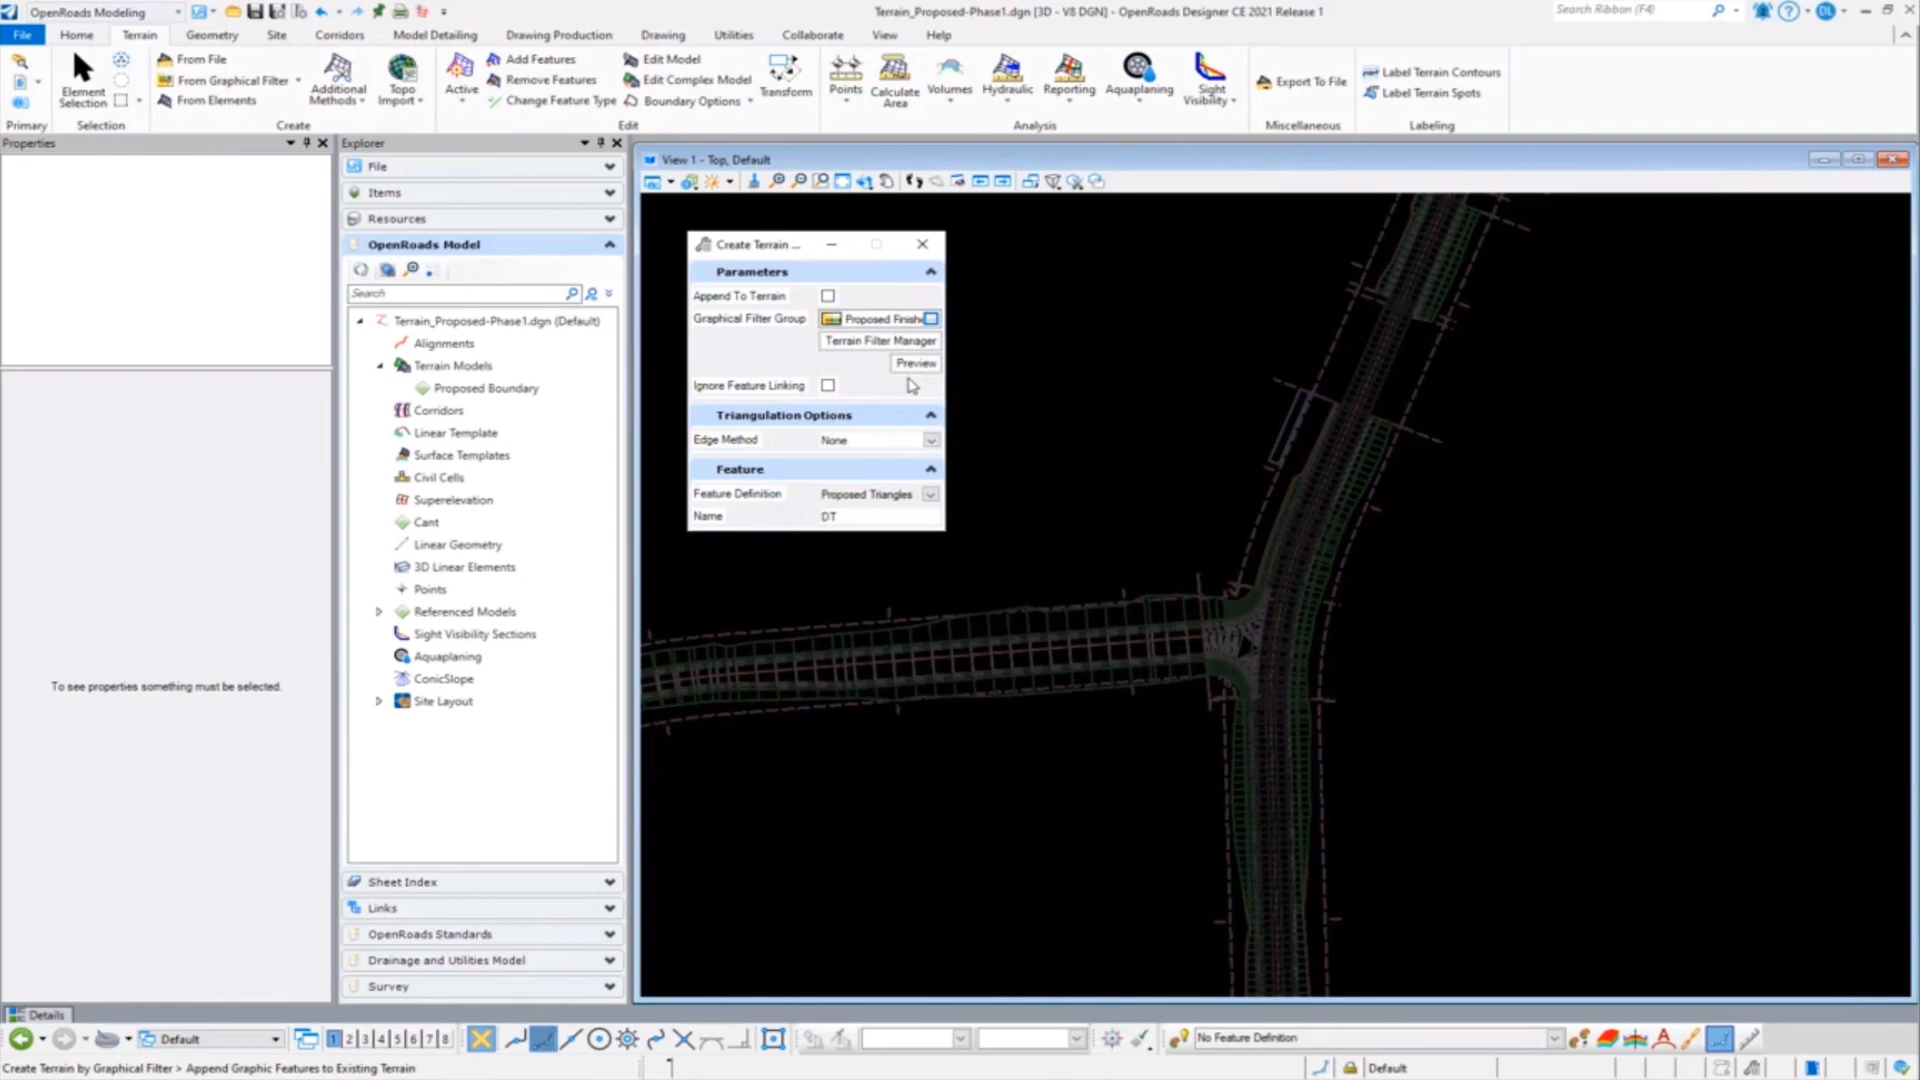 OpenRoads Modeling
Terrain_Proposed-Phase1.dgn [3D - V8 DGN] - OpenRoads Designer CE 2021 Release 1
Search Ribbon (F4)
DL
File Home Terrain Geometry Site Corridors Model Detailing Drawing Production Drawing Utilities Collaborate View Help
Element Selection
From File
From Graphical Filter
From Elements
Additional Methods
Topo Import
Active
Add Features
Remove Features
Change Feature Type
Edit Model
Edit Complex Model
Boundary Options
Transform
Points
Calculate Area
Volumes
Hydraulic
Reporting
Aquaplaning
Sight Visibility
Export To File
Label Terrain Contours
Label Terrain Spots
Primary Selection Create Edit Analysis Miscellaneous Labeling
Properties
To see properties something must be selected.
Explorer
File
Items
Resources
OpenRoads Model
Search
Terrain_Proposed-Phase1.dgn (Default)
Alignments
Terrain Models
Proposed Boundary
Corridors
Linear Template
Surface Templates
Civil Cells
Superelevation
Cant
Linear Geometry
3D Linear Elements
Points
Referenced Models
Sight Visibility Sections
Aquaplaning
ConicSlope
Site Layout
Sheet Index
Links
OpenRoads Standards
Drainage and Utilities Model
Survey
View 1 - Top, Default
Create Terrain ...
Parameters
Append To Terrain
Graphical Filter Group Proposed Finish
Terrain Filter Manager
Preview
Ignore Feature Linking
Triangulation Options
Edge Method None
Feature
Feature Definition Proposed Triangles
Name DT
Details
Default
1 2 3 4 5 6 7 8
No Feature Definition
Create Terrain by Graphical Filter > Append Graphic Features to Existing Terrain
Default